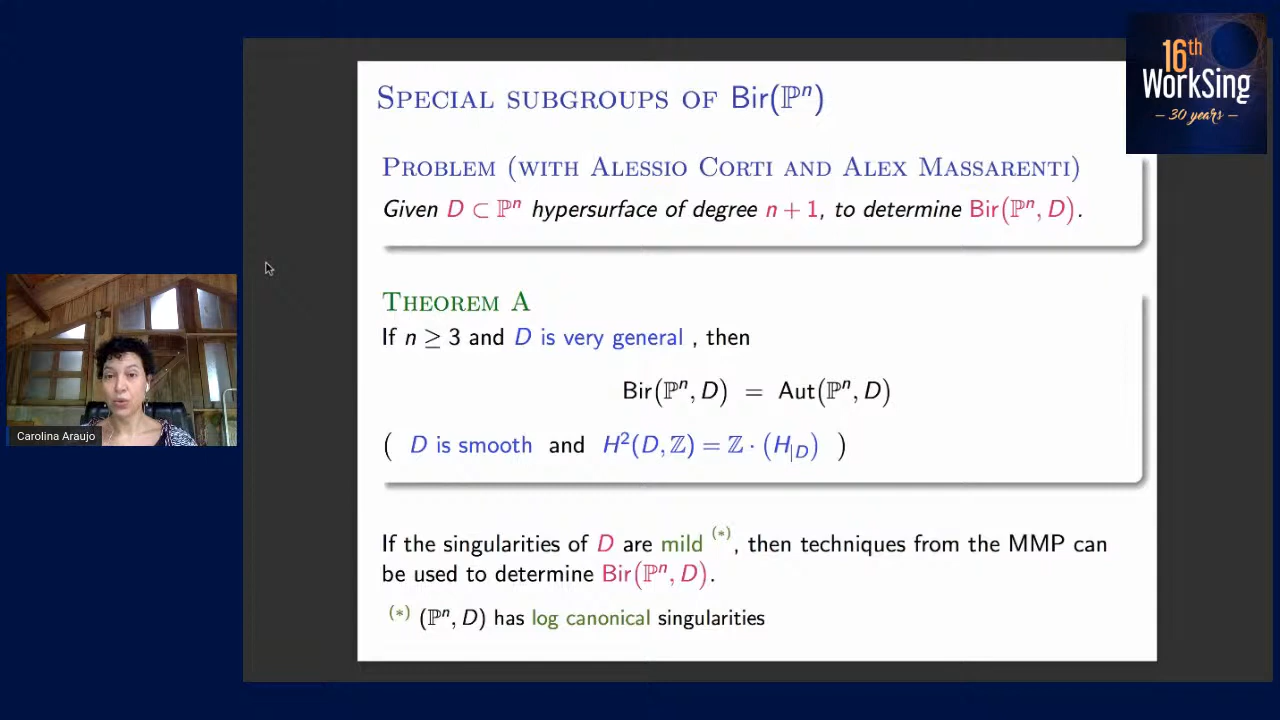 SPECIAL SUBGROUPS OF Bir(ℙⁿ)
PROBLEM (WITH ALESSIO CORTI AND ALEX MASSARENTI)
Given D ⊂ ℙⁿ hypersurface of degree n + 1, to determine Bir(ℙⁿ, D).
THEOREM A
If n ≥ 3 and D is very general , then
Bir(ℙⁿ, D) = Aut(ℙⁿ, D)
( D is smooth and H²(D, ℤ) = ℤ · (H|D) )
If the singularities of D are mild (*), then techniques from the MMP can
be used to determine Bir(ℙⁿ, D).
(*) (ℙⁿ, D) has log canonical singularities
16th
WorkSing
– 30 years –
Carolina Araujo